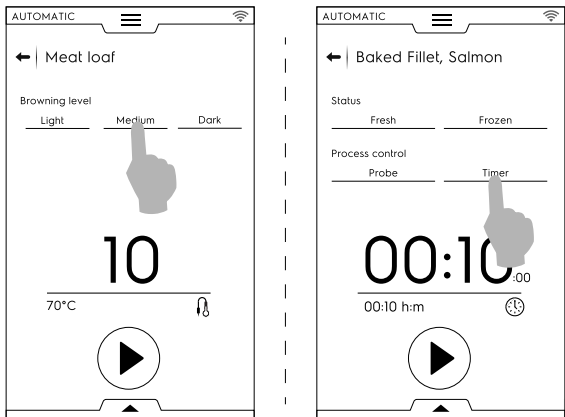 AUTOMATIC
Meat loaf
Browning level
Light Medium Dark
10
70°C
AUTOMATIC
Baked Fillet, Salmon
Status
Fresh Frozen
Process control
Probe Timer
00:10:00
00:10 h:m